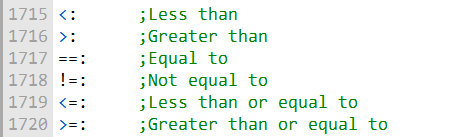 1715 <: ;Less than
1716 >: ;Greater than
1717 ==: ;Equal to
1718 !=: ;Not equal to
1719 <=: ;Less than or equal to
1720 >=: ;Greater than or equal to